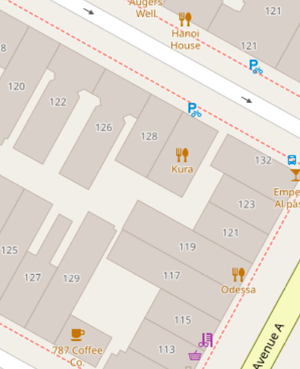 Augers
Well.
121
Hanoi
House
121
8
120
122
126
128
132
Kura
Empe
Al pas
123
121
119
125
127
129
117
Odessa
115
113
787 Coffee
Co.
Avenue A